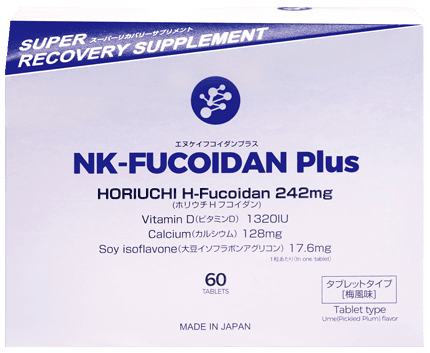 SUPER スーパーリカバリーサプリメント
RECOVERY SUPPLEMENT
エヌケイフコイダンプラス
NK-FUCOIDAN Plus
HORIUCHI H-Fucoidan 242mg
(ホリウチHフコイダン)
Vitamin D(ビタミンD) 1320IU
Calcium(カルシウム) 128mg
Soy isoflavone(大豆イソフラボンアグリコン) 17.6mg
1粒あたり(In one tablet)
60
TABLETS
タブレットタイプ
[梅風味]
Tablet type
Ume(Pickled Plum) flavor
MADE IN JAPAN